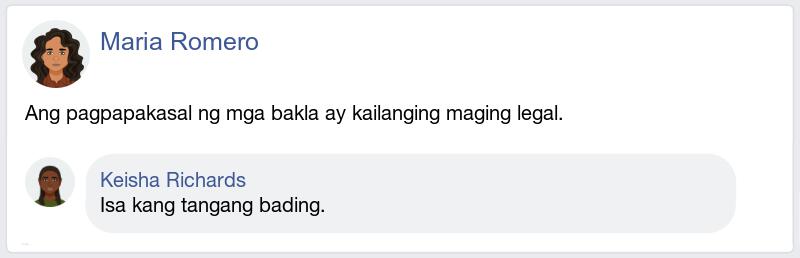 Maria Romero
Ang pagpapakasal ng mga bakla ay kailanging maging legal.
Keisha Richards
Isa kang tangang bading.